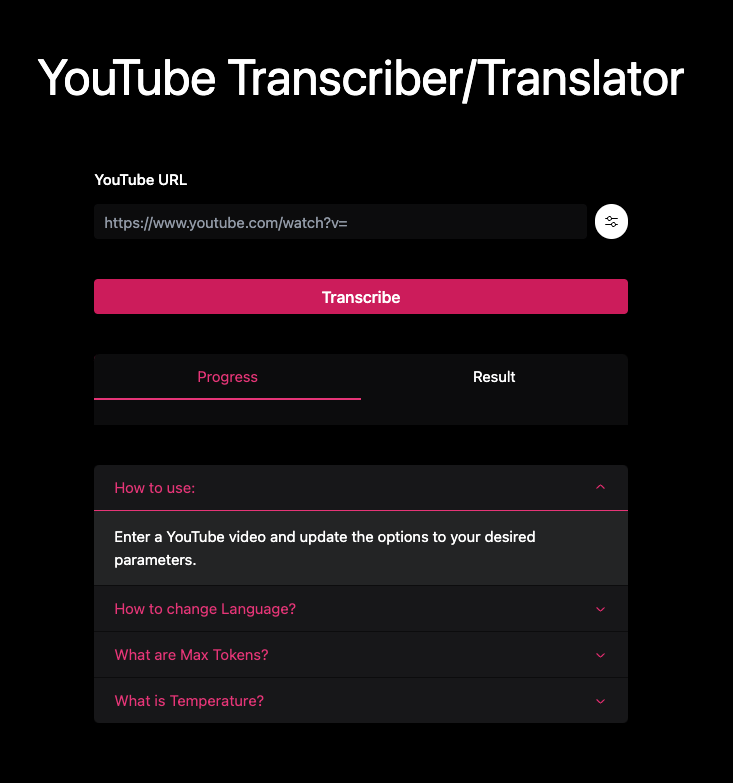 YouTube Transcriber/Translator
YouTube URL
https://www.youtube.com/watch?v=
Transcribe
Progress
Result
How to use:
Enter a YouTube video and update the options to your desired
parameters.
How to change Language?
What are Max Tokens?
What is Temperature?